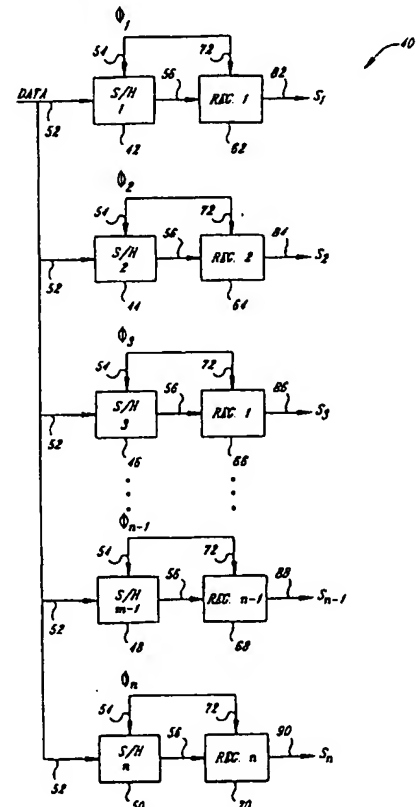 Φ1
40
54 72
DATA S/H 1 56 REC. 1 82 S1
52
42 62
Φ2
54 72
S/H 2 56 REC. 2 84 S2
52
44 64
Φ3
54 72
S/H 3 56 REC. 1 86 S3
52
46 66
Φn-1
54 72
S/H m-1 56 REC. n-1 88 Sn-1
52
48 68
Φn
54 72
S/H n 56 REC. n 90 Sn
52
50 70